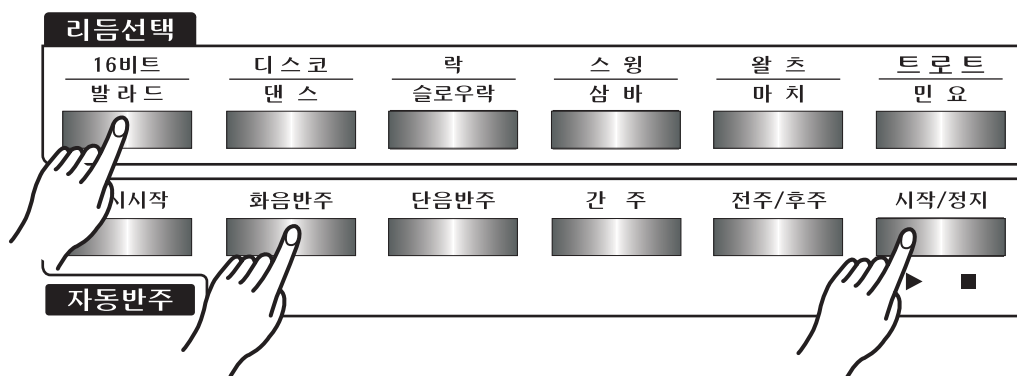 리듬선택
16비트 디스코 락 스윙 왈츠 트로트
발라드 댄스 슬로우락 삼바 마치 민요
시작 화음반주 단음반주 간주 전주/후주 시작/정지
자동반주